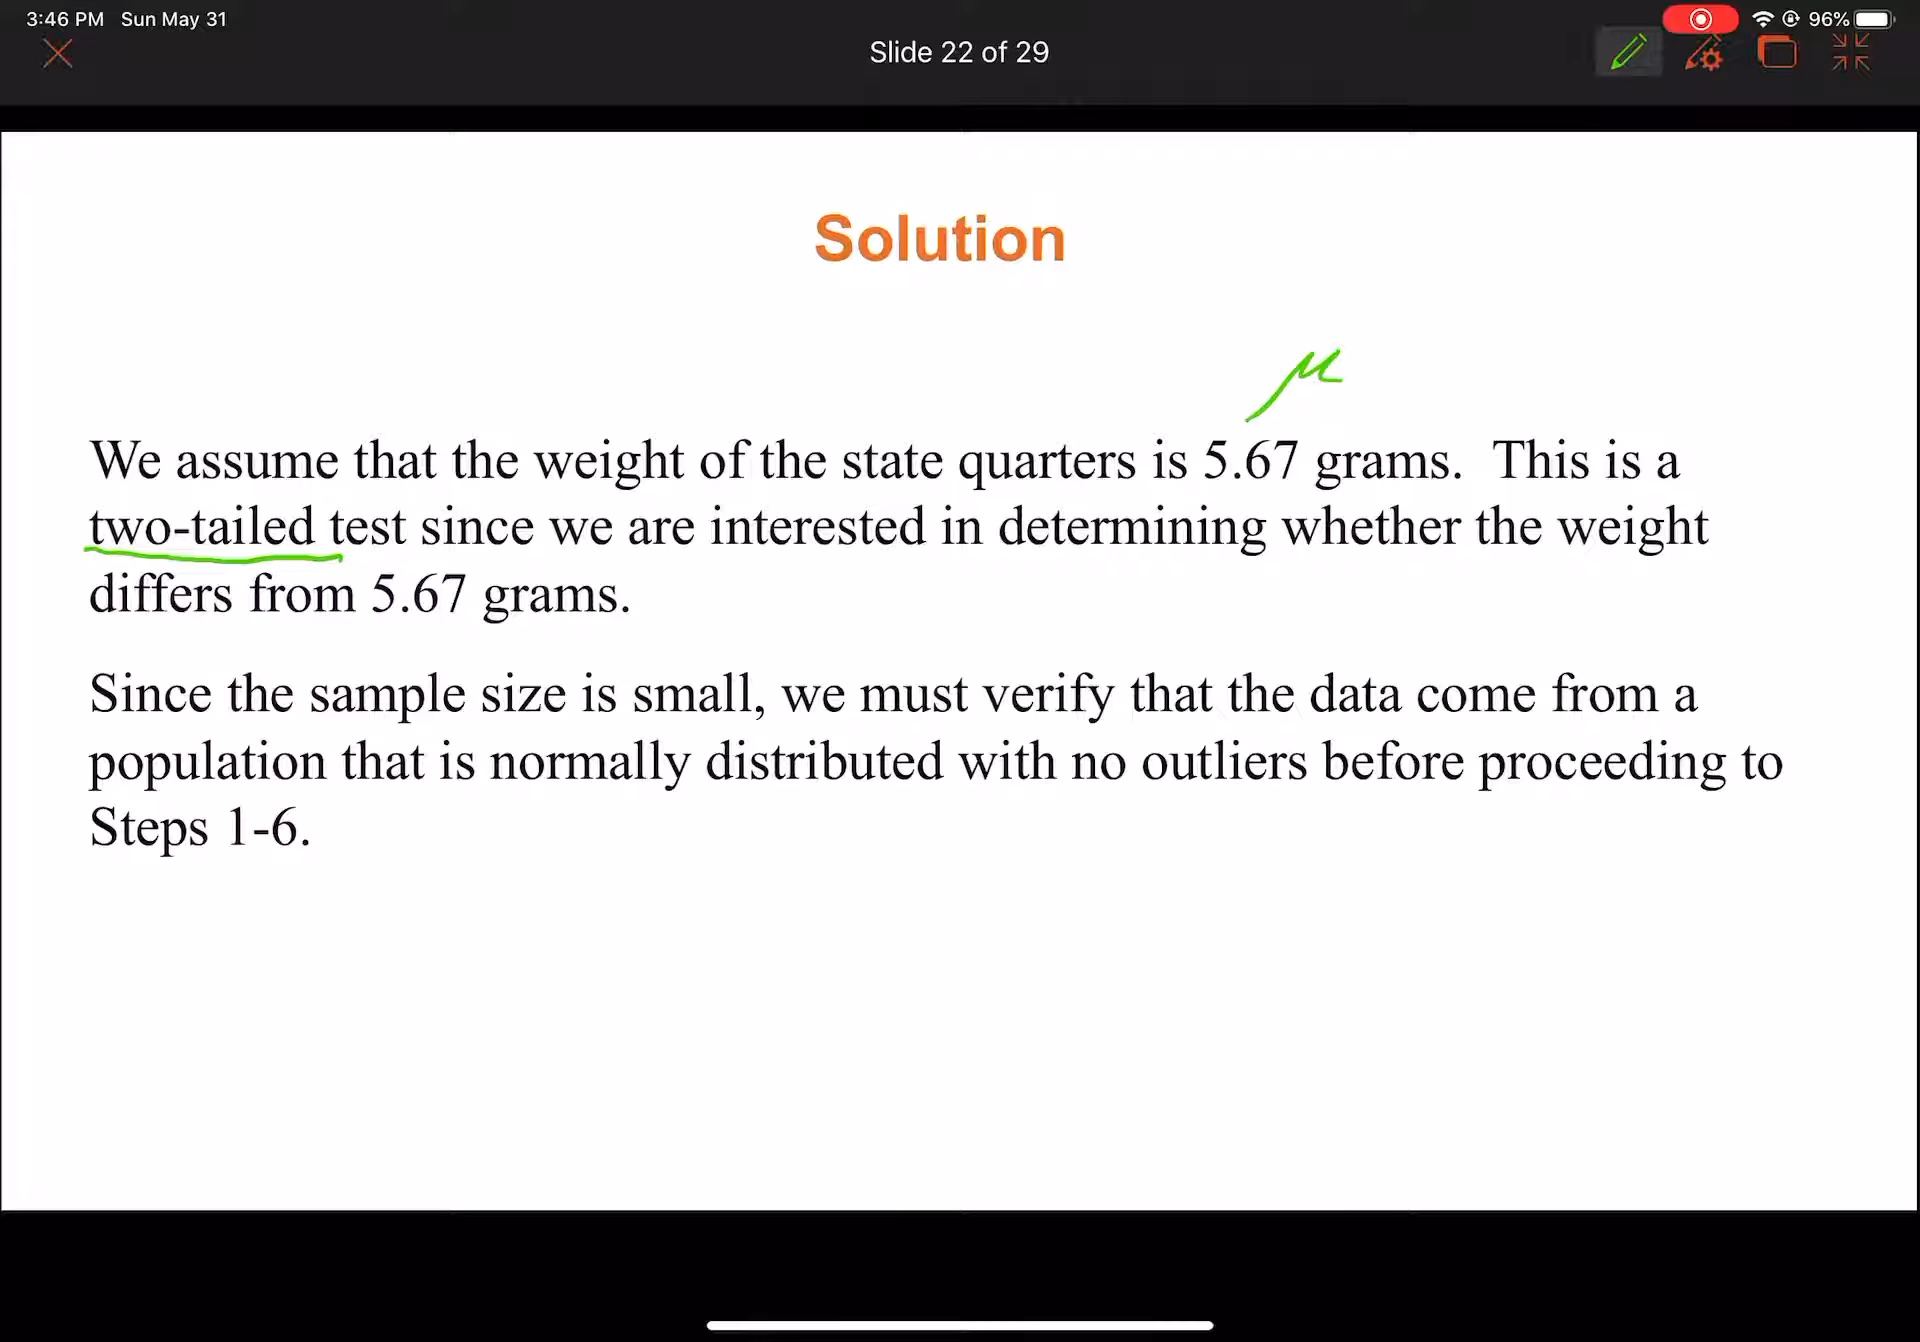 3:46 PM Sun May 31
96%
Slide 22 of 29
Solution
μ
We assume that the weight of the state quarters is 5.67 grams. This is a
two-tailed test since we are interested in determining whether the weight
differs from 5.67 grams.
Since the sample size is small, we must verify that the data come from a
population that is normally distributed with no outliers before proceeding to
Steps 1-6.